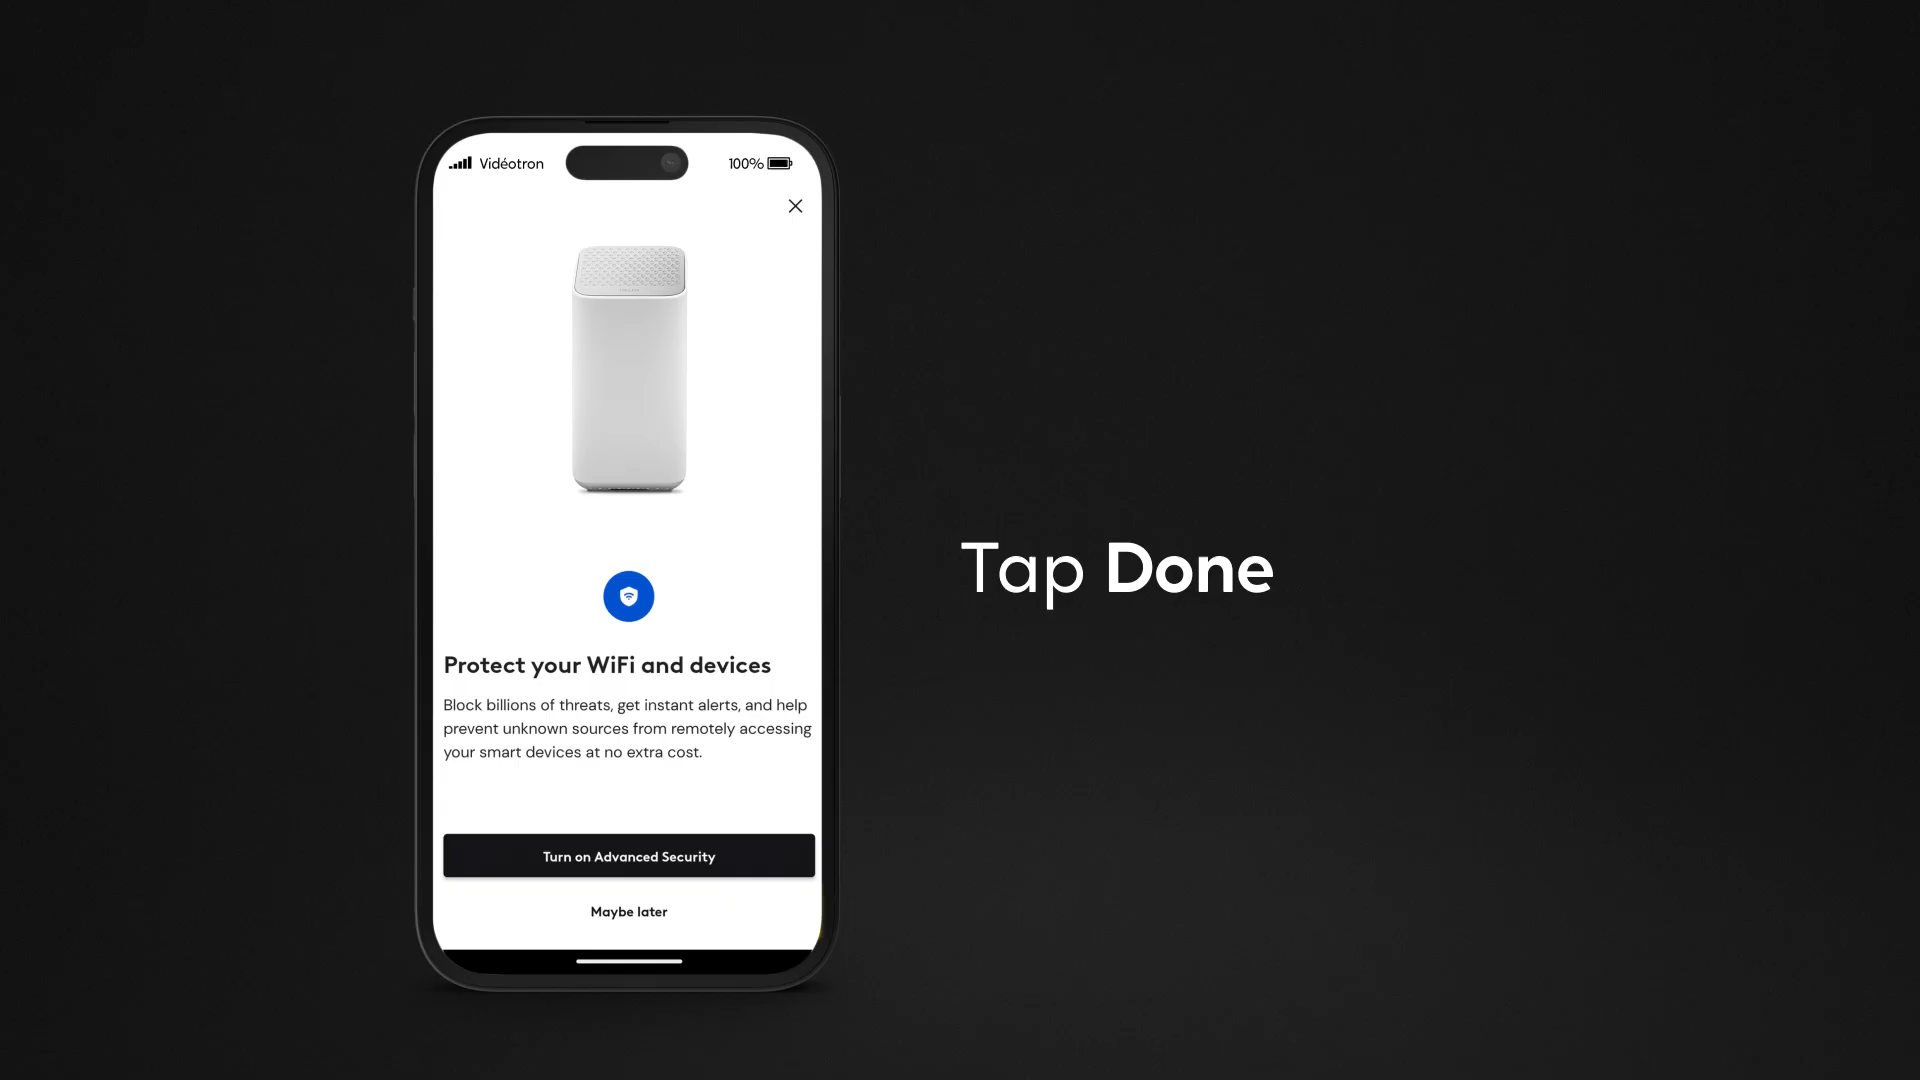 Vidéotron
100%
Protect your WiFi and devices
Block billions of threats, get instant alerts, and help
prevent unknown sources from remotely accessing
your smart devices at no extra cost.
Turn on Advanced Security
Maybe later
Tap Done